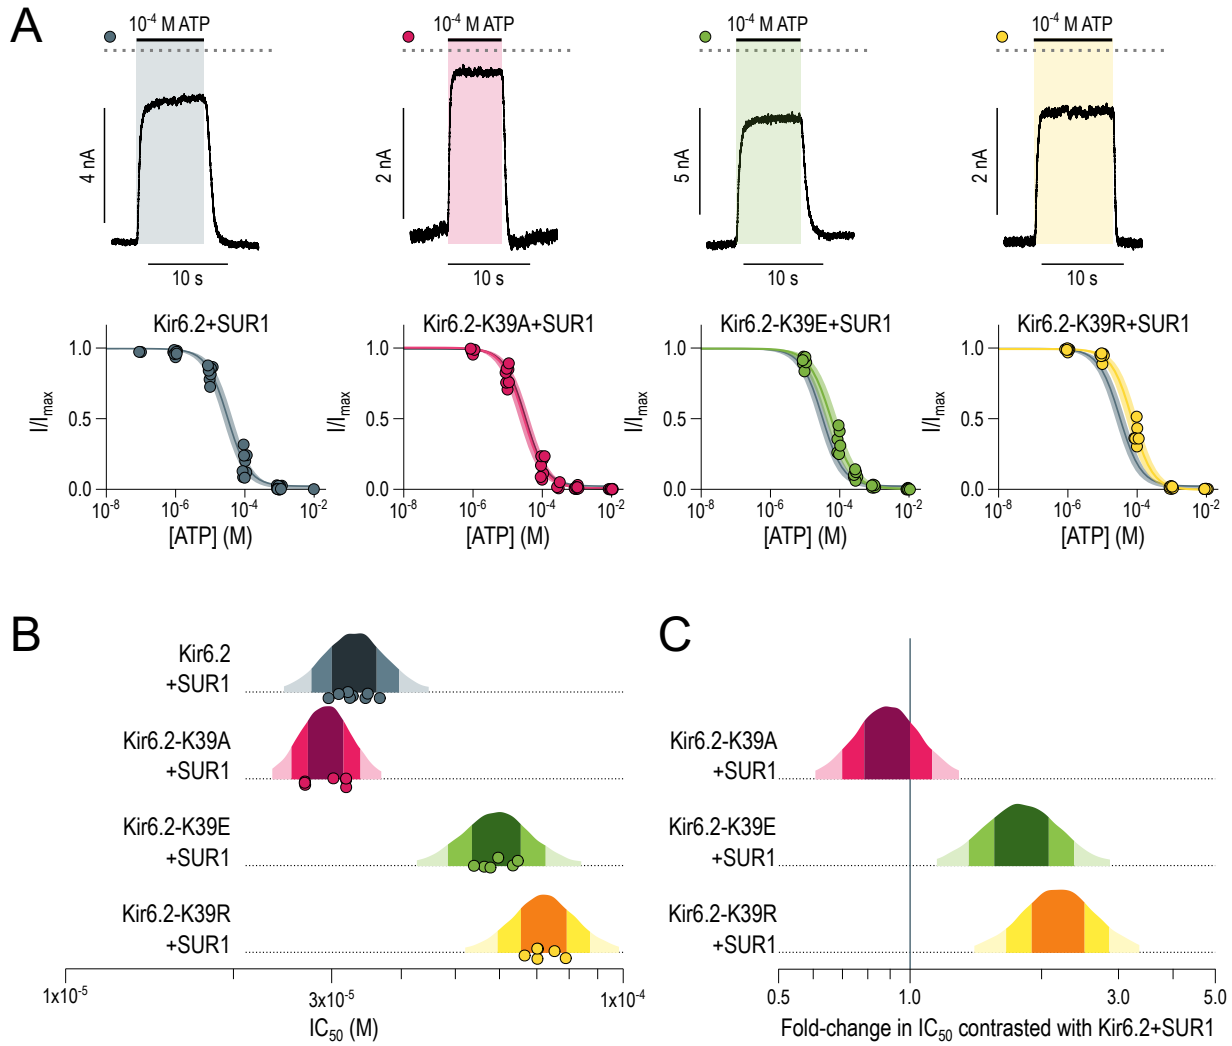 A
10⁻⁴ M ATP
10⁻⁴ M ATP
10⁻⁴ M ATP
10⁻⁴ M ATP
4 nA
2 nA
5 nA
2 nA
10 s
10 s
10 s
10 s
Kir6.2+SUR1
Kir6.2-K39A+SUR1
Kir6.2-K39E+SUR1
Kir6.2-K39R+SUR1
I/Imax
1.0
0.5
0.0
10⁻⁸
10⁻⁶
10⁻⁴
10⁻²
[ATP] (M)
I/Imax
1.0
0.5
0.0
10⁻⁸
10⁻⁶
10⁻⁴
10⁻²
[ATP] (M)
I/Imax
1.0
0.5
0.0
10⁻⁸
10⁻⁶
10⁻⁴
10⁻²
[ATP] (M)
I/Imax
1.0
0.5
0.0
10⁻⁸
10⁻⁶
10⁻⁴
10⁻²
[ATP] (M)
B
Kir6.2
+SUR1
Kir6.2-K39A
+SUR1
Kir6.2-K39E
+SUR1
Kir6.2-K39R
+SUR1
1x10⁻⁵
3x10⁻⁵
1x10⁻⁴
IC₅₀ (M)
C
Kir6.2-K39A
+SUR1
Kir6.2-K39E
+SUR1
Kir6.2-K39R
+SUR1
0.5
1.0
3.0
5.0
Fold-change in IC₅₀ contrasted with Kir6.2+SUR1